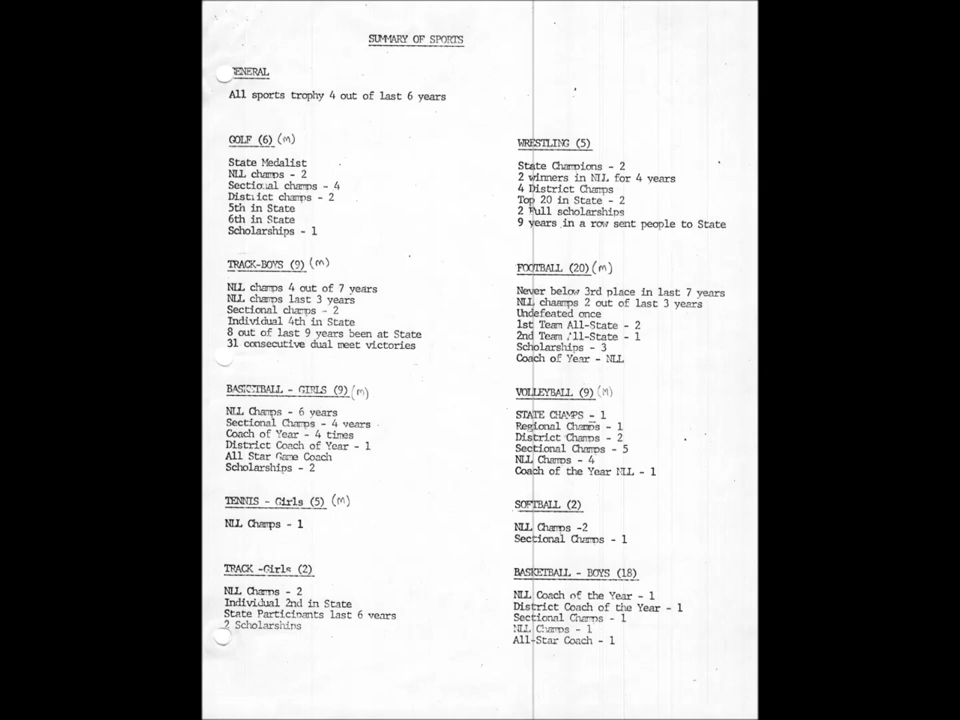 SUMMARY OF SPORTS
GENERAL
All sports trophy 4 out of last 6 years
GOLF (6) (M)
State Medalist
NLL champs - 2
Sectional champs - 4
District champs - 2
5th in State
6th in State
Scholarships - 1
TRACK-BOYS (9) (M)
NLL champs 4 out of 7 years
NLL champs last 3 years
Sectional champs - 2
Individual 4th in State
8 out of last 9 years been at State
31 consecutive dual meet victories
BASKETBALL - GIRLS (9) (M)
NLL Champs - 6 years
Sectional Champs - 4 years
Coach of Year - 4 times
District Coach of Year - 1
All Star Game Coach
Scholarships - 2
TENNIS - Girls (5) (M)
NLL Champs - 1
TRACK -Girls (2)
NLL Champs - 2
Individual 2nd in State
State Participants last 6 years
2 Scholarships
WRESTLING (5)
State Champions - 2
2 winners in NLL for 4 years
4 District Champs
Top 20 in State - 2
2 Full scholarships
9 years in a row sent people to State
FOOTBALL (20) (M)
Never below 3rd place in last 7 years
NLL chaamps 2 out of last 3 years
Undefeated once
1st Team All-State - 2
2nd Team All-State - 1
Scholarships - 3
Coach of Year - NLL
VOLLEYBALL (9) (M)
STATE CHAMPS - 1
Regional Champs - 1
District Champs - 2
Sectional Champs - 5
NLL Champs - 4
Coach of the Year NLL - 1
SOFTBALL (2)
NLL Champs -2
Sectional Champs - 1
BASKETBALL - BOYS (18)
NLL Coach of the Year - 1
District Coach of the Year - 1
Sectional Champs - 1
NLL Champs - 1
All-Star Coach - 1